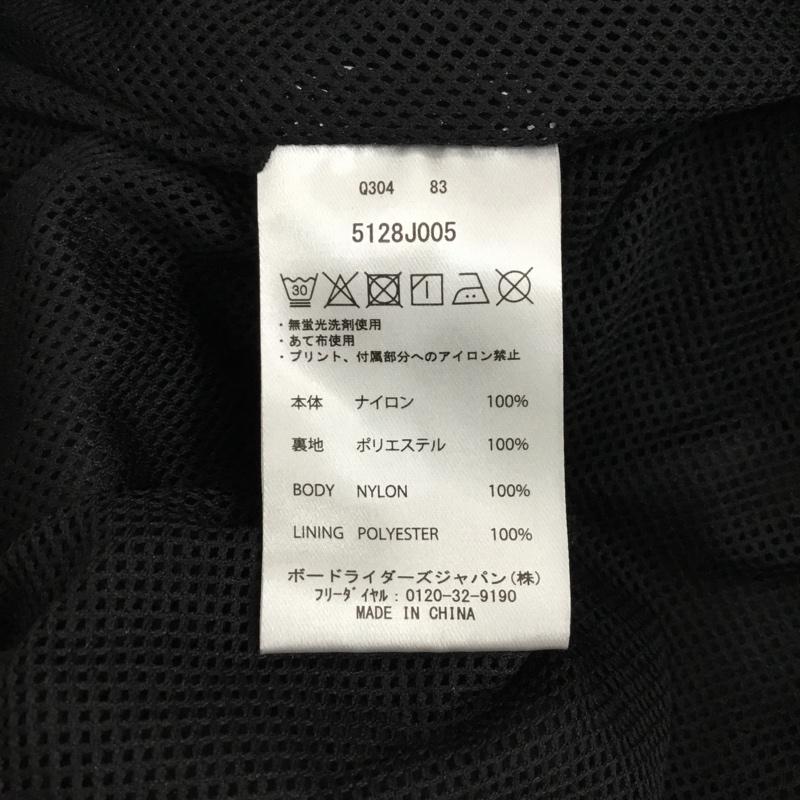 Q304 83
5128J005
30
・無蛍光洗剤使用
・あて布使用
・プリント、付属部分へのアイロン禁止
本体 ナイロン 100%
裏地 ポリエステル 100%
BODY NYLON 100%
LINING POLYESTER 100%
ボードライダーズジャパン(株)
フリーダイヤル:0120-32-9190
MADE IN CHINA